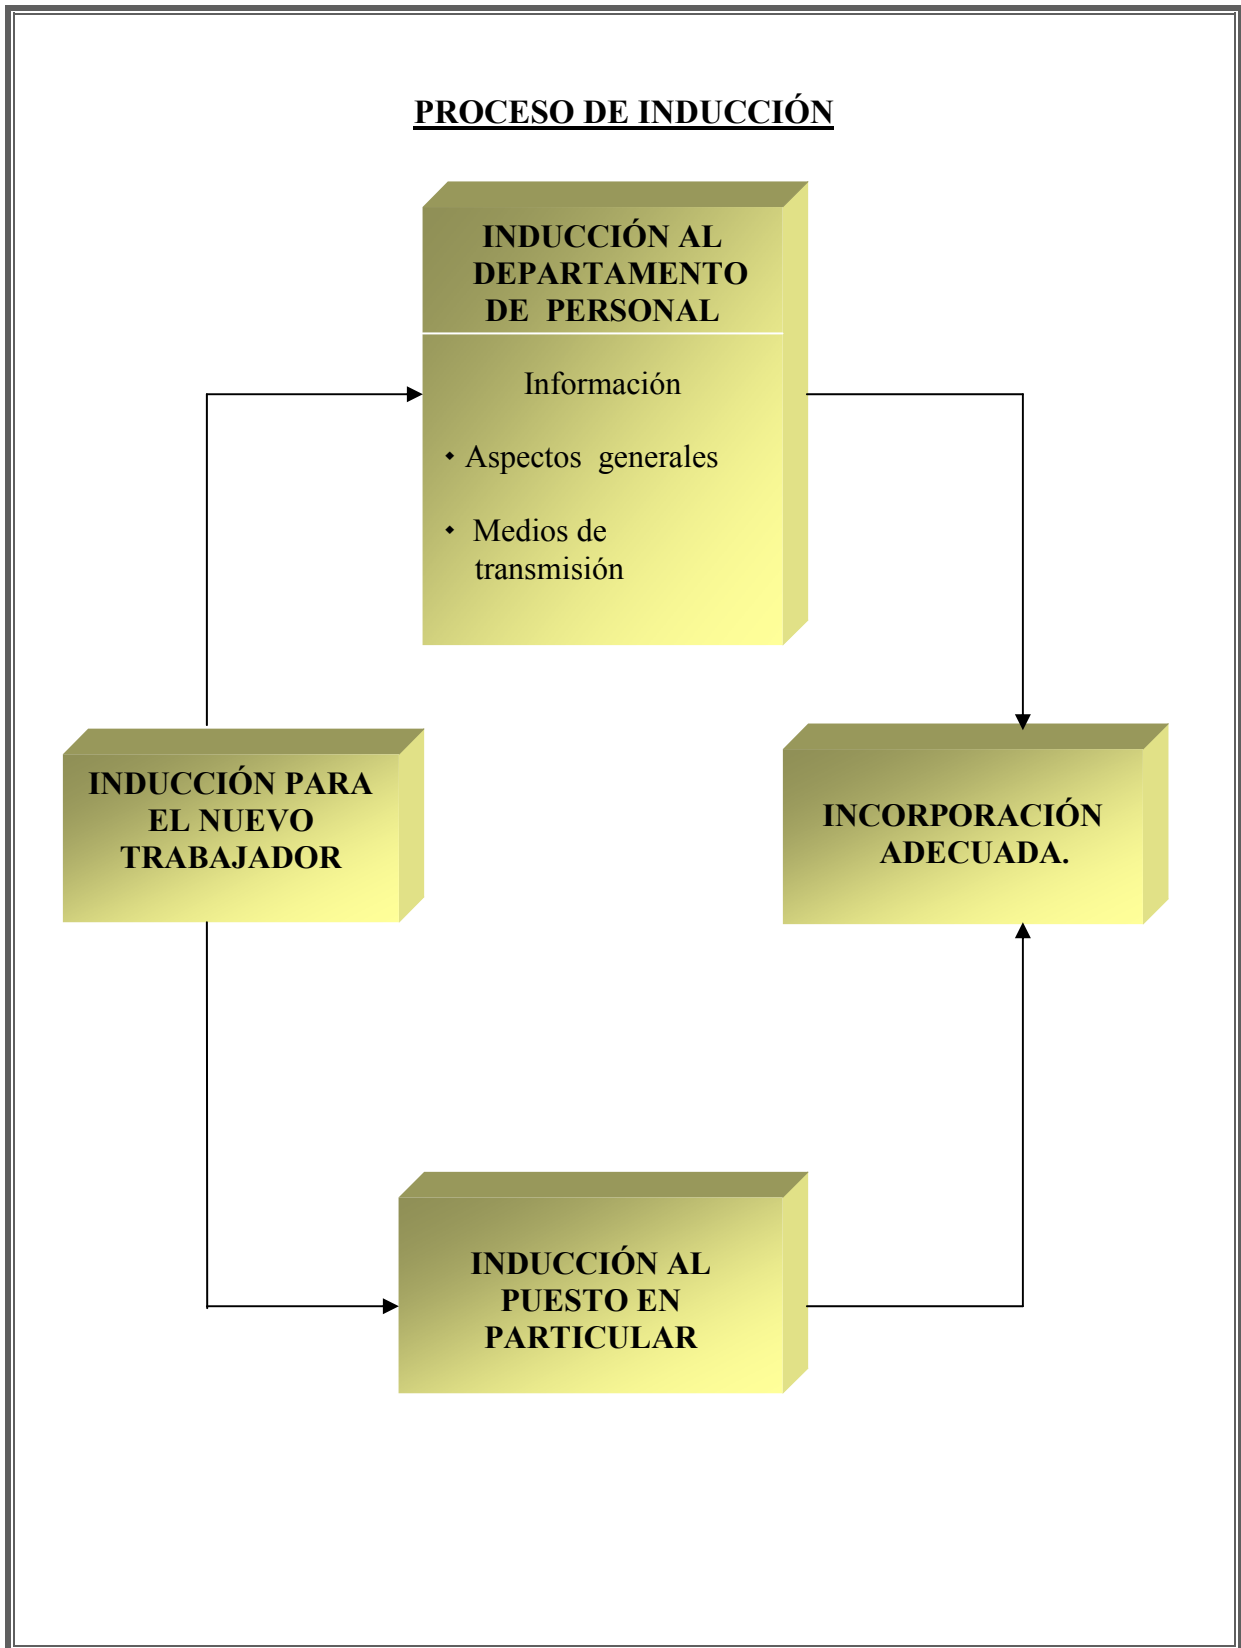 PROCESO DE INDUCCIÓN
INDUCCIÓN AL
DEPARTAMENTO
DE PERSONAL
Información
• Aspectos generales
• Medios de
transmisión
INDUCCIÓN PARA
EL NUEVO
TRABAJADOR
INCORPORACIÓN
ADECUADA.
INDUCCIÓN AL
PUESTO EN
PARTICULAR